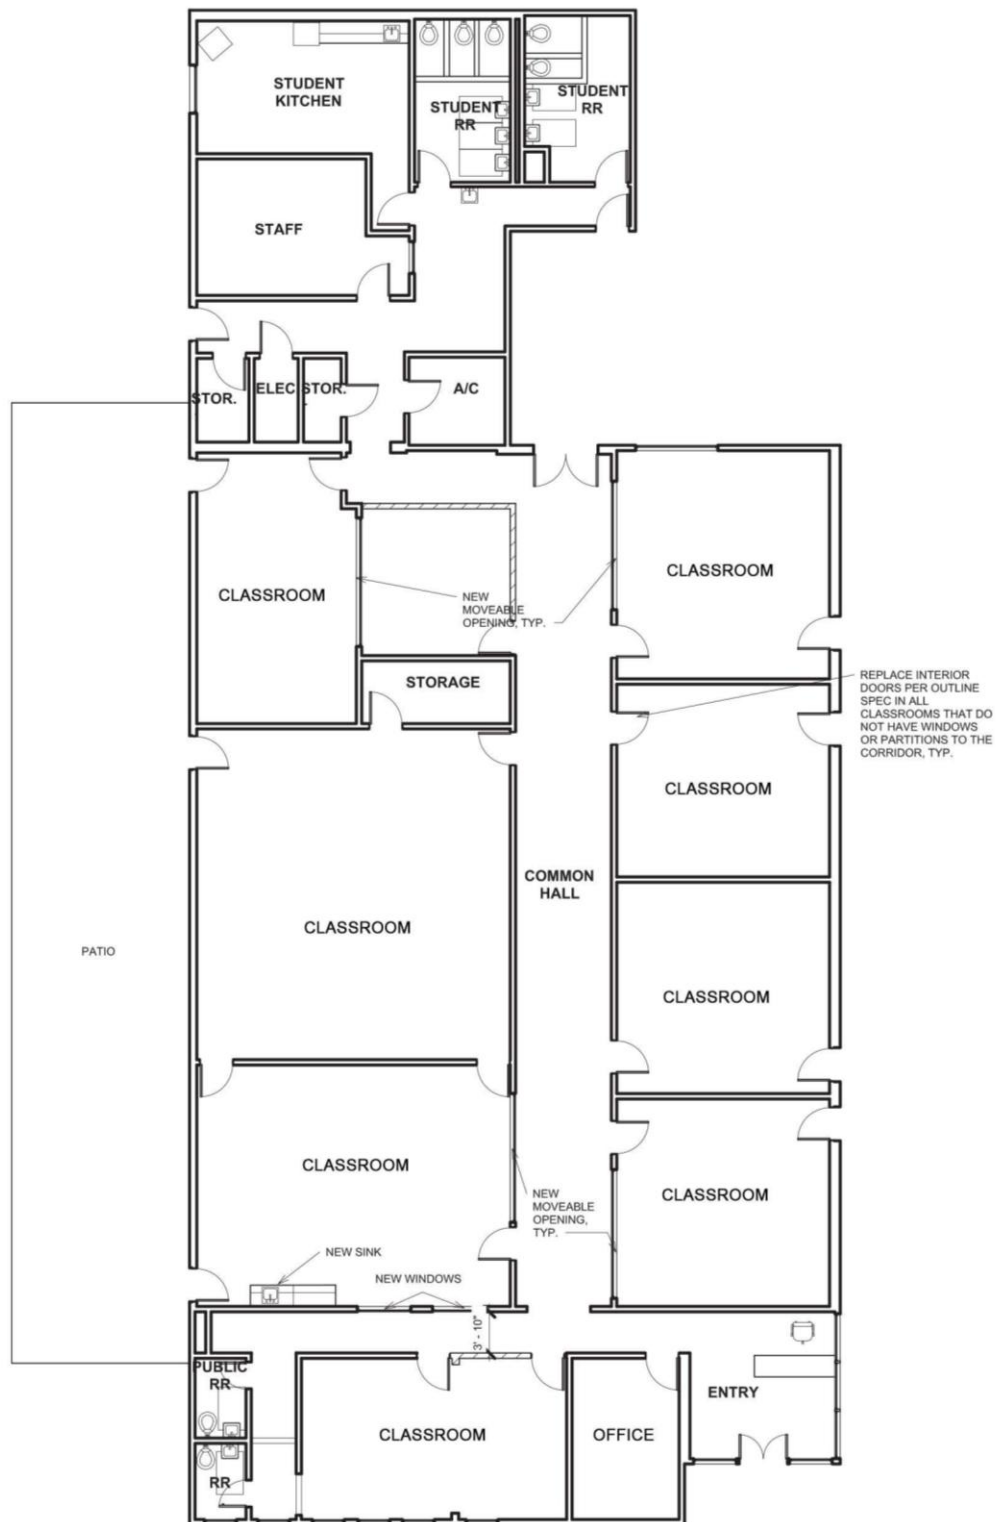 STUDENT
KITCHEN
STUDENT
RR
STUDENT
RR
STAFF
STOR.
ELEC
STOR.
A/C
CLASSROOM
NEW
MOVEABLE
OPENING, TYP.
CLASSROOM
STORAGE
REPLACE INTERIOR
DOORS PER OUTLINE
SPEC IN ALL
CLASSROOMS THAT DO
NOT HAVE WINDOWS
OR PARTITIONS TO THE
CORRIDOR, TYP.
CLASSROOM
COMMON
HALL
PATIO
CLASSROOM
CLASSROOM
CLASSROOM
NEW
MOVEABLE
OPENING,
TYP.
CLASSROOM
NEW SINK
NEW WINDOWS
3' - 10"
PUBLIC
RR
RR
CLASSROOM
OFFICE
ENTRY